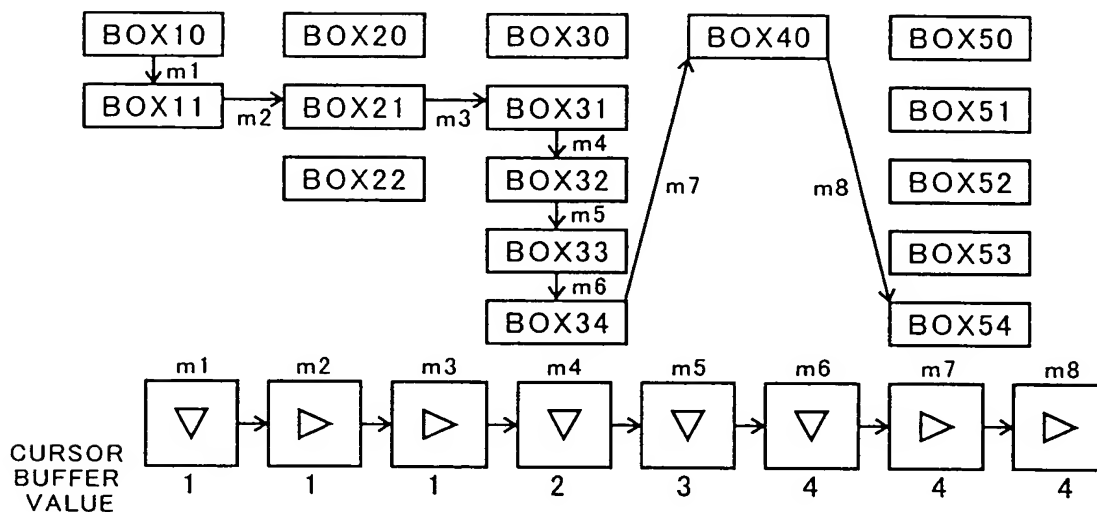 BOX10 BOX20 BOX30 BOX40 BOX50
m1
BOX11 m2 BOX21 m3 BOX31 BOX51
m4
BOX22 BOX32 m7 m8 BOX52
m5
BOX33 BOX53
m6
BOX34 BOX54
m1 m2 m3 m4 m5 m6 m7 m8
CURSOR
BUFFER
VALUE
1 1 1 2 3 4 4 4